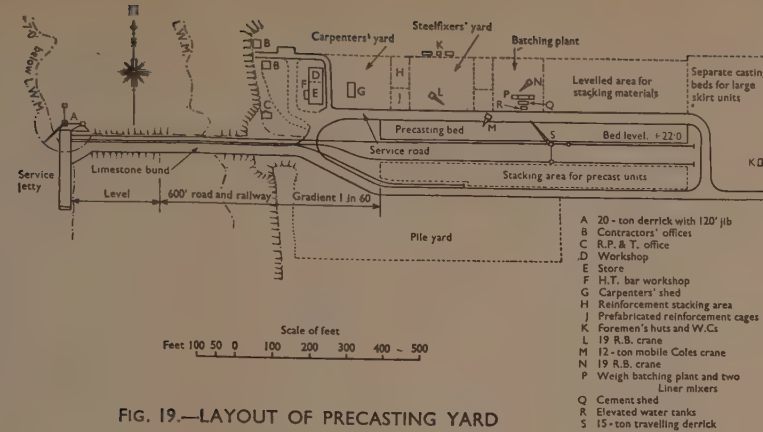 Carpenters' yard
Steelfixers' yard
Batching plant
K
B
B
L.W.M.
H.W.M.
below
D
F
E
G
H
J
L
N
P
R
Q
C
A
M
S
K
Levelled area for
stacking materials
Separate casting
beds for large
skirt units
Precasting bed
Bed level. +22·0
Service road
Limestone bund
Stacking area for precast units
Service
Jetty
Level
600' road and railway
Gradient 1 in 60
Pile yard
A 20-ton derrick with 120' jib
B Contractors' offices
C R.P. & T. office
D Workshop
E Store
F H.T. bar workshop
G Carpenters' shed
H Reinforcement stacking area
J Prefabricated reinforcement cages
K Foremen's huts and W.Cs
L 19 R.B. crane
M 12-ton mobile Coles crane
N 19 R.B. crane
P Weigh batching plant and two
Liner mixers
Q Cement shed
R Elevated water tanks
S 15-ton travelling derrick
Scale of feet
Feet 100 50 0 100 200 300 400 500
FIG. 19.—LAYOUT OF PRECASTING YARD